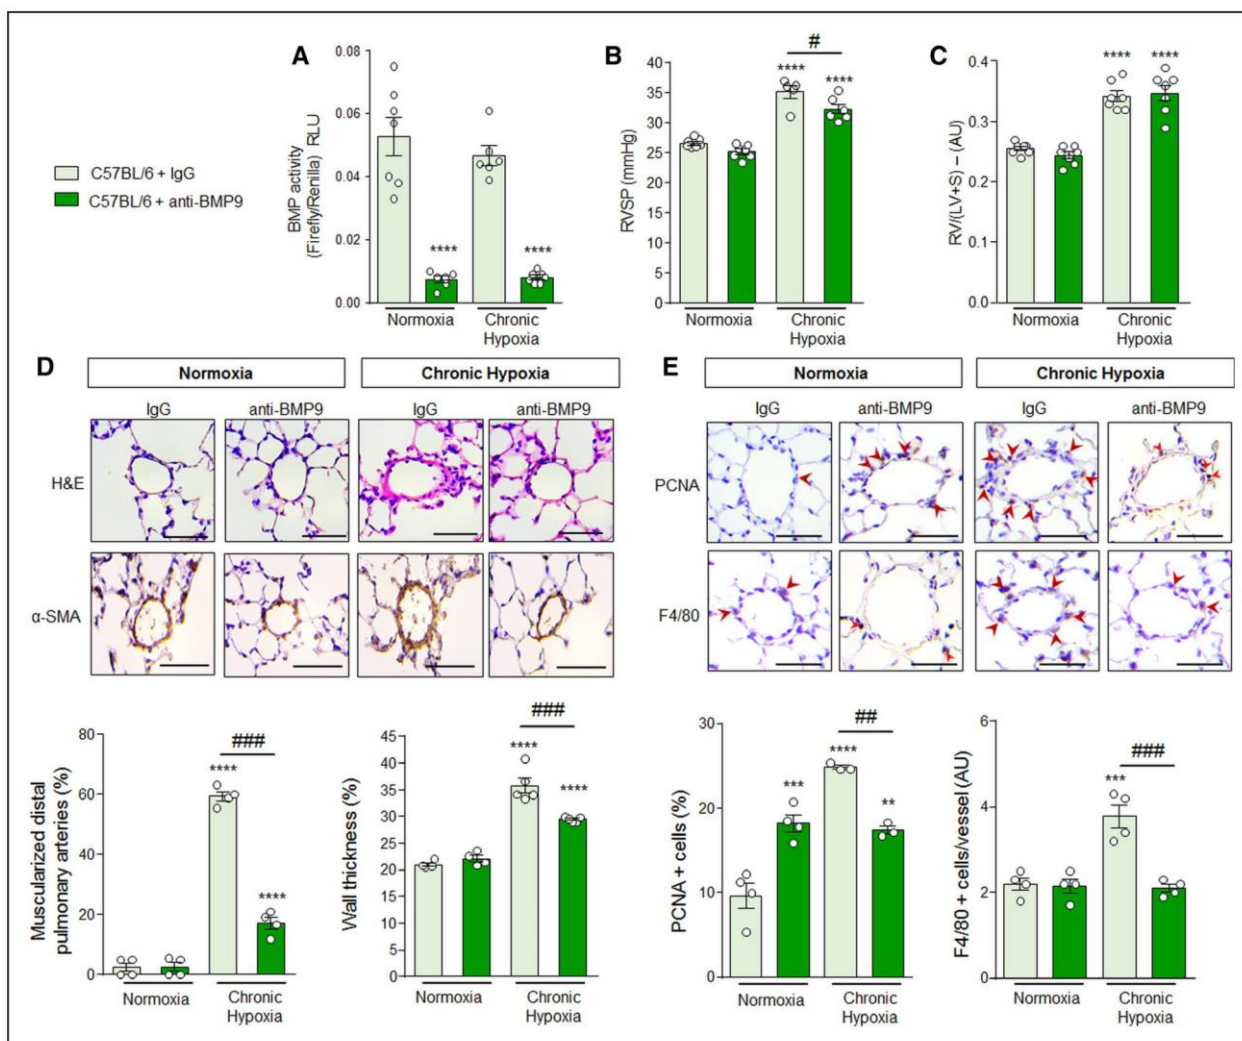 A
0.08
0.06
0.04
0.02
0.00
BMP activity
(Firefly/Renilla) RLU
****
****
Normoxia
Chronic
Hypoxia
C57BL/6 + IgG
C57BL/6 + anti-BMP9
B
40
35
30
25
20
15
10
5
0
RVSP (mmHg)
#
****
****
Normoxia
Chronic
Hypoxia
C
0.4
0.3
0.2
0.1
0.0
RV/(LV+S) – (AU)
****
****
Normoxia
Chronic
Hypoxia
D
Normoxia
Chronic Hypoxia
IgG
anti-BMP9
IgG
anti-BMP9
H&E
α-SMA
80
60
40
20
0
Muscularized distal
pulmonary arteries (%)
###
****
****
Normoxia
Chronic
Hypoxia
45
40
35
30
25
20
15
10
5
0
Wall thickness (%)
###
****
****
Normoxia
Chronic
Hypoxia
E
Normoxia
Chronic Hypoxia
IgG
anti-BMP9
IgG
anti-BMP9
PCNA
F4/80
30
20
10
0
PCNA + cells (%)
##
***
****
**
Normoxia
Chronic
Hypoxia
6
4
2
0
F4/80 + cells/vessel (AU)
###
***
Normoxia
Chronic
Hypoxia